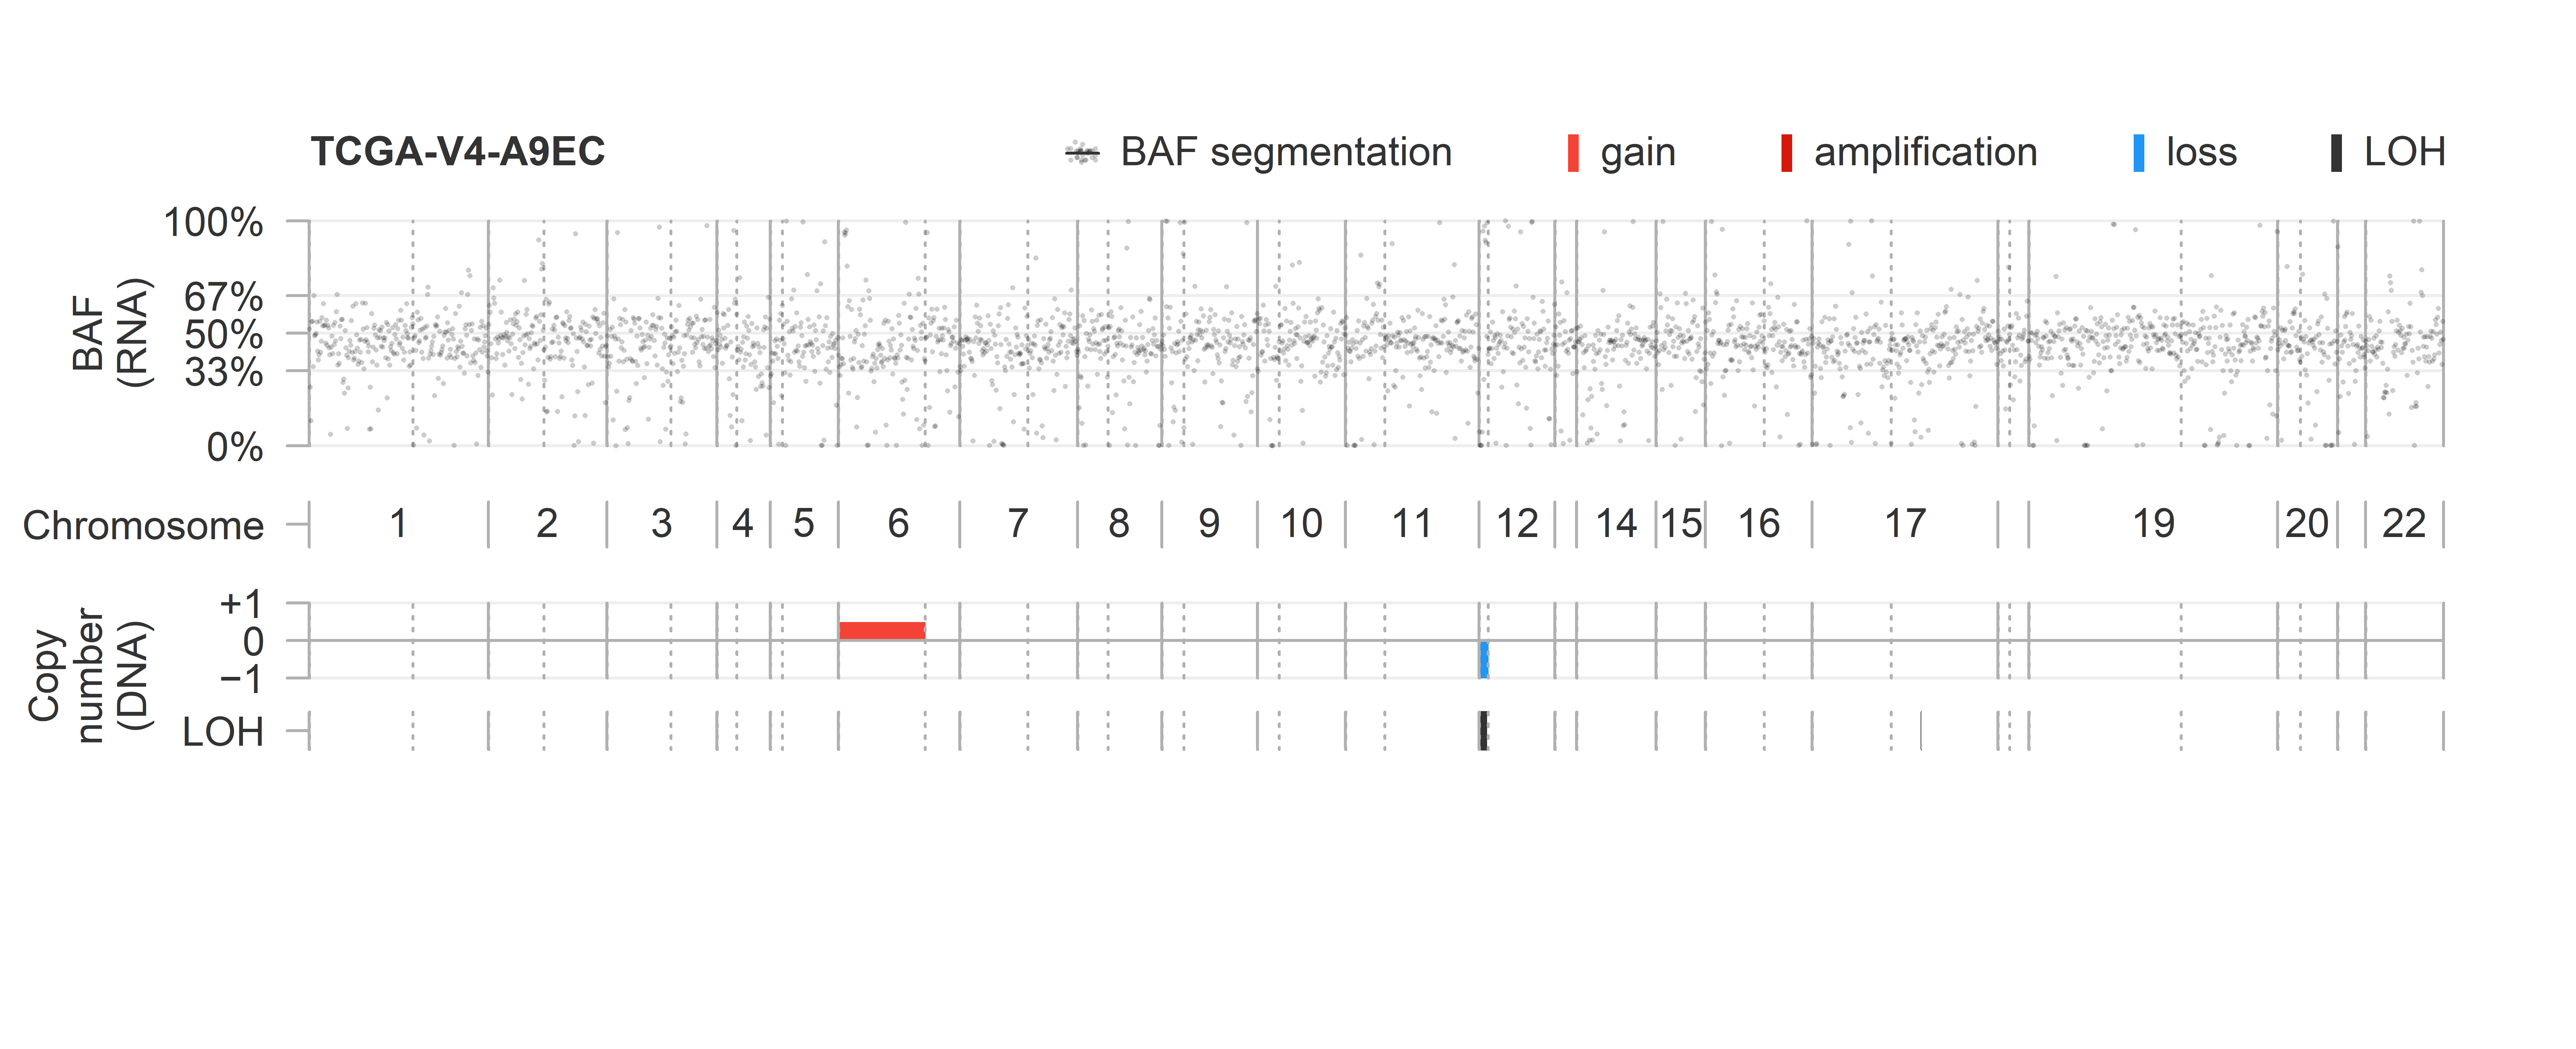 TCGA-V4-A9EC
BAF segmentation gain amplification loss LOH
BAF
(RNA)
100%
67%
50%
33%
0%
Chromosome 1 2 3 4 5 6 7 8 9 10 11 12 14 15 16 17 19 20 22
Copy
number
(DNA)
+1
0
−1
LOH